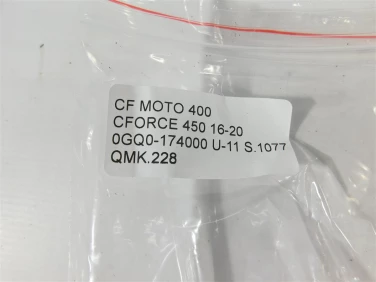 CF MOTO 400
CFORCE 450 16-20
0GQ0-174000 U-11 S.1077
QMK.228